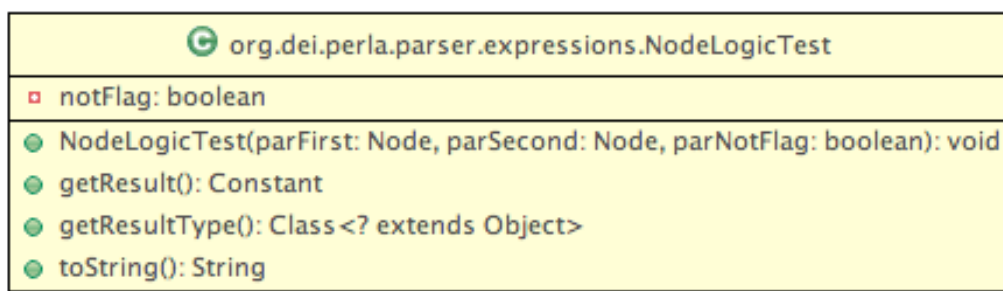 C org.dei.perla.parser.expressions.NodeLogicTest
notFlag: boolean
NodeLogicTest(parFirst: Node, parSecond: Node, parNotFlag: boolean): void
getResult(): Constant
getResultType(): Class<? extends Object>
toString(): String